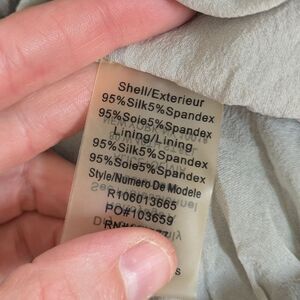 Shell/Exterieur
95%Silk5%Spandex
95%Soie5%Spandex
Lining/Lining
95%Silk5%Spandex
95%Soie5%Spandex
Style/Numero De Modele
R106013665
PO#103659